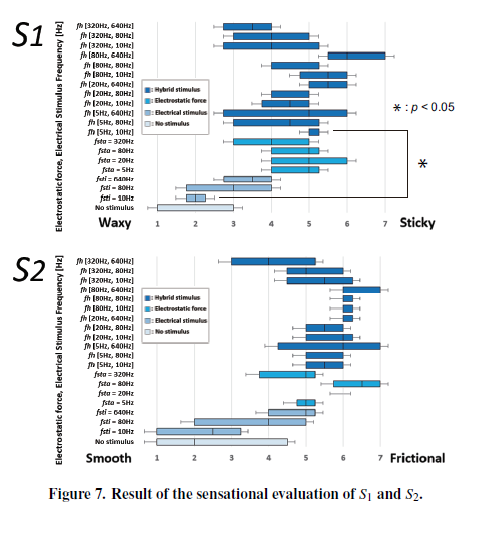 S1
Electrostatic force, Electrical Stimulus Frequency [Hz]
fh [320Hz, 640Hz]
fh [320Hz, 80Hz]
fh [320Hz, 10Hz]
fh [80Hz, 640Hz]
fh [80Hz, 80Hz]
fh [80Hz, 10Hz]
fh [20Hz, 640Hz]
fh [20Hz, 80Hz]
fh [20Hz, 10Hz]
fh [5Hz, 640Hz]
fh [5Hz, 80Hz]
fh [5Hz, 10Hz]
fsta = 320Hz
fsta = 80Hz
fsta = 20Hz
fsta = 5Hz
fsti = 640Hz
fsti = 80Hz
fsti = 10Hz
No stimulus
: Hybrid stimulus
: Electrostatic force
: Electrical stimulus
: No stimulus
* : p < 0.05
*
Waxy 1 2 3 4 5 6 7 Sticky
S2
Electrostatic force, Electrical Stimulus Frequency [Hz]
fh [320Hz, 640Hz]
fh [320Hz, 80Hz]
fh [320Hz, 10Hz]
fh [80Hz, 640Hz]
fh [80Hz, 80Hz]
fh [80Hz, 10Hz]
fh [20Hz, 640Hz]
fh [20Hz, 80Hz]
fh [20Hz, 10Hz]
fh [5Hz, 640Hz]
fh [5Hz, 80Hz]
fh [5Hz, 10Hz]
fsta = 320Hz
fsta = 80Hz
fsta = 20Hz
fsta = 5Hz
fsti = 640Hz
fsti = 80Hz
fsti = 10Hz
No stimulus
: Hybrid stimulus
: Electrostatic force
: Electrical stimulus
: No stimulus
Smooth 1 2 3 4 5 6 7 Frictional
Figure 7. Result of the sensational evaluation of S1 and S2.